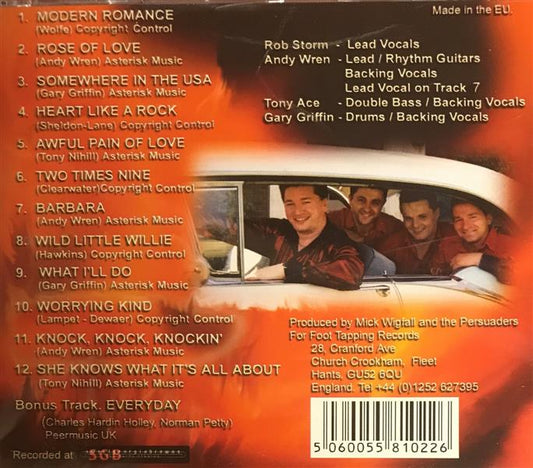 Made in the EU.
1. MODERN ROMANCE
(Wolfe) Copyright Control
2. ROSE OF LOVE
(Andy Wren) Asterisk Music
3. SOMEWHERE IN THE USA
(Gary Griffin) Asterisk Music
4. HEART LIKE A ROCK
(Sheldon-Lane) Copyright Control
5. AWFUL PAIN OF LOVE
(Tony Nihill) Asterisk Music
6. TWO TIMES NINE
(Clearwater)Copyright Control
7. BARBARA
(Andy Wren) Asterisk Music
8. WILD LITTLE WILLIE
(Hawkins) Copyright Control
9. WHAT I'LL DO
(Gary Griffin) Asterisk Music
10. WORRYING KIND
(Lampet - Dewaer) Copyright Control
11. KNOCK, KNOCK, KNOCKIN'
(Andy Wren) Asterisk Music
12. SHE KNOWS WHAT IT'S ALL ABOUT
(Tony Nihill) Asterisk Music
Bonus Track. EVERYDAY
(Charles Hardin Holley, Norman Petty)
Peermusic UK
Recorded at SGB
Rob Storm - Lead Vocals
Andy Wren - Lead / Rhythm Guitars
Backing Vocals
Lead Vocal on Track 7
Tony Ace - Double Bass / Backing Vocals
Gary Griffin - Drums / Backing Vocals
Produced by Mick Wigfall and the Persuaders
For Foot Tapping Records
28, Cranford Ave
Church Crookham, Fleet
Hants, GU52 6QU
England. Tel +44 (0)1252 627395
5 060055 810226